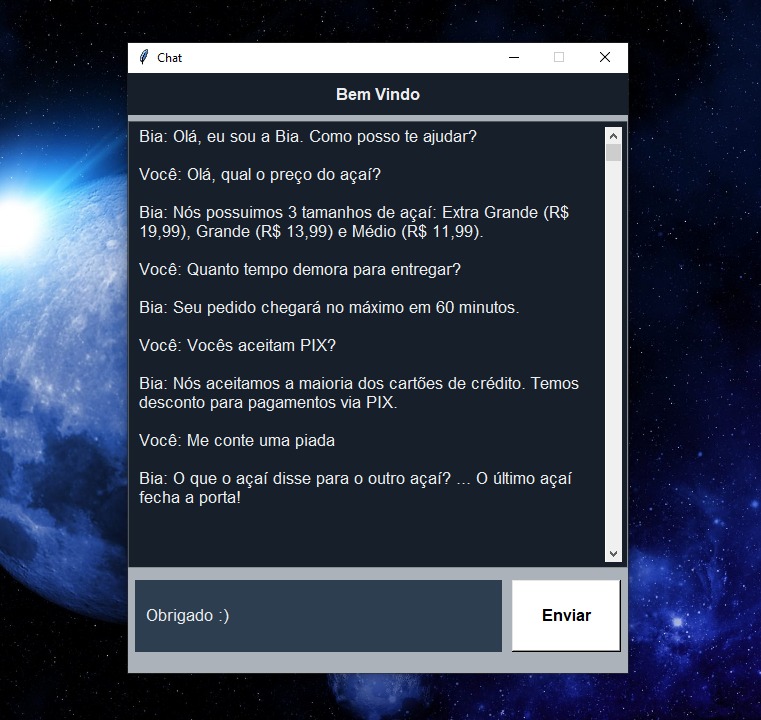 Chat
Bem Vindo
Bia: Olá, eu sou a Bia. Como posso te ajudar?
Você: Olá, qual o preço do açaí?
Bia: Nós possuimos 3 tamanhos de açaí: Extra Grande (R$
19,99), Grande (R$ 13,99) e Médio (R$ 11,99).
Você: Quanto tempo demora para entregar?
Bia: Seu pedido chegará no máximo em 60 minutos.
Você: Vocês aceitam PIX?
Bia: Nós aceitamos a maioria dos cartões de crédito. Temos
desconto para pagamentos via PIX.
Você: Me conte uma piada
Bia: O que o açaí disse para o outro açaí? ... O último açaí
fecha a porta!
Obrigado :)
Enviar